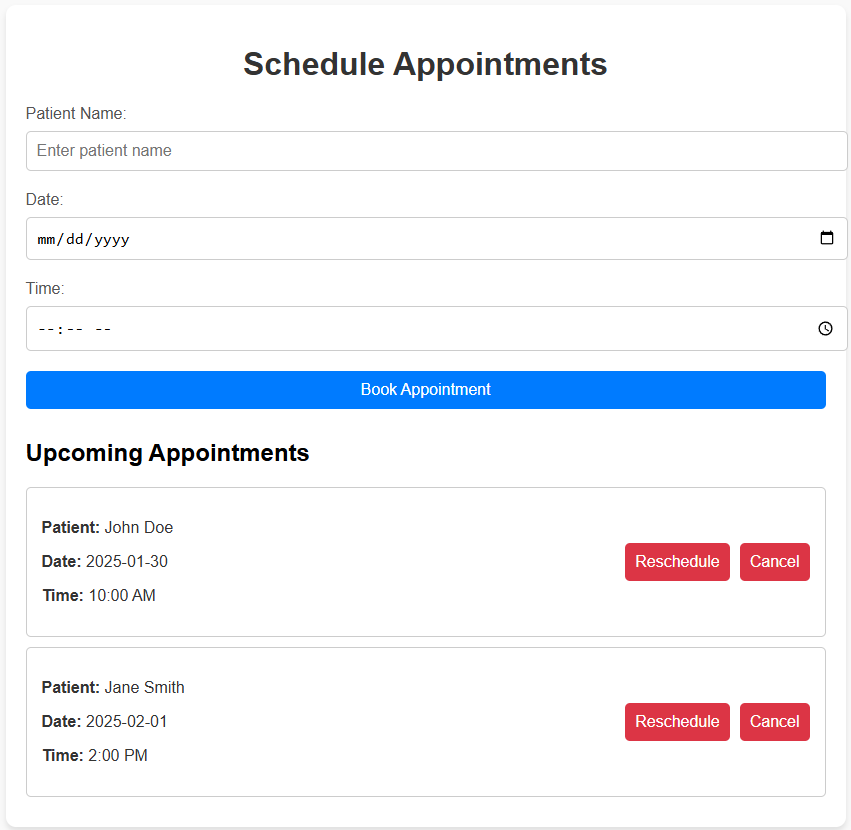 Schedule Appointments
Patient Name:
Enter patient name
Date:
mm/dd/yyyy
Time:
--:-- --
Book Appointment
Upcoming Appointments
Patient: John Doe
Date: 2025-01-30
Time: 10:00 AM
Reschedule Cancel
Patient: Jane Smith
Date: 2025-02-01
Time: 2:00 PM
Reschedule Cancel